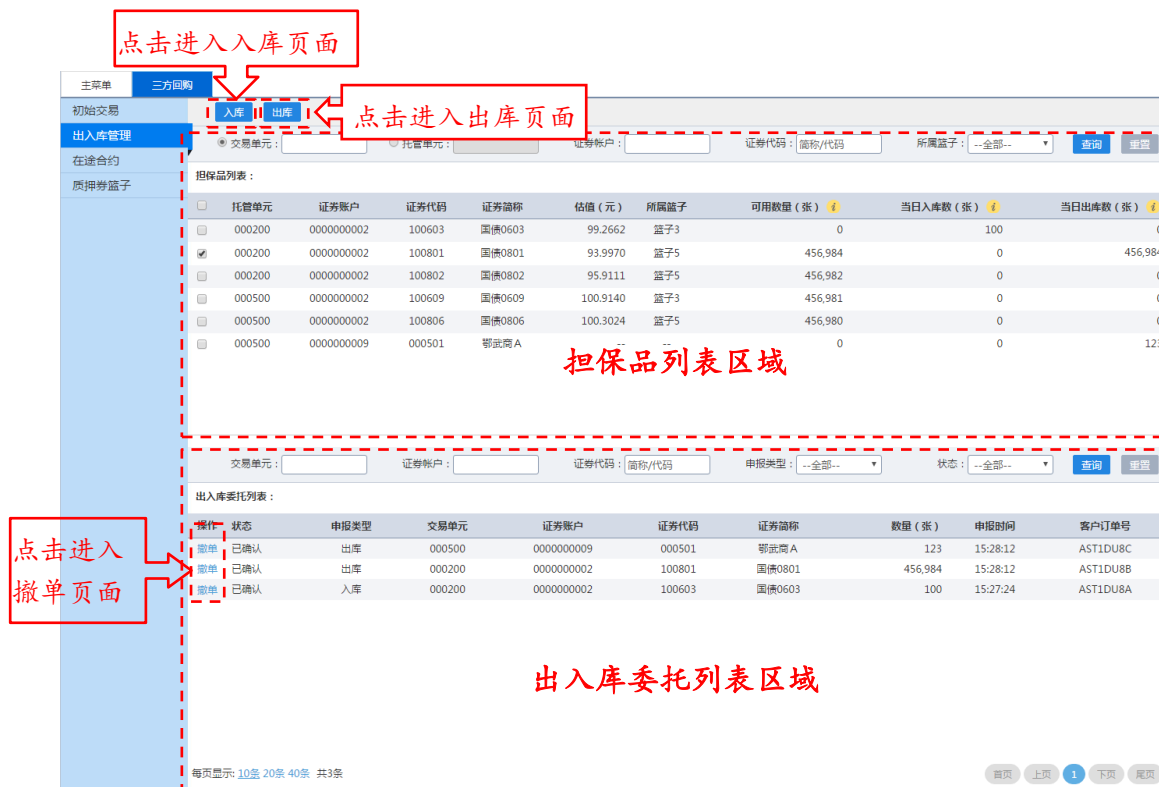 点击进入入库页面
主菜单 三方回购
初始交易
出入库管理
在途合约
质押券篮子
入库 出库
点击进入出库页面
交易单元： 托管单元： 证券帐户： 证券代码： 简称/代码 所属篮子： --全部-- 查询 重置
担保品列表：
托管单元 证券账户 证券代码 证券简称 估值（元） 所属篮子 可用数量（张） i 当日入库数（张） i 当日出库数（张） i
000200 0000000002 100603 国债0603 99.2662 篮子3 0 100
000200 0000000002 100801 国债0801 93.9970 篮子5 456,984 0 456,984
000200 0000000002 100802 国债0802 95.9111 篮子5 456,982 0
000500 0000000002 100609 国债0609 100.9140 篮子3 456,981 0
000500 0000000002 100806 国债0806 100.3024 篮子5 456,980 0
000500 0000000009 000501 鄂武商A -- -- 0 0 123
担保品列表区域
交易单元： 证券帐户： 证券代码： 简称/代码 申报类型： --全部-- 状态： --全部-- 查询 重置
出入库委托列表：
操作 状态 申报类型 交易单元 证券账户 证券代码 证券简称 数量（张） 申报时间 客户订单号
撤单 已确认 出库 000500 0000000009 000501 鄂武商A 123 15:28:12 AST1DU8C
撤单 已确认 出库 000200 0000000002 100801 国债0801 456,984 15:28:12 AST1DU8B
撤单 已确认 入库 000200 0000000002 100603 国债0603 100 15:27:24 AST1DU8A
点击进入
撤单页面
出入库委托列表区域
每页显示: 10条 20条 40条 共3条
首页 上页 1 下页 尾页